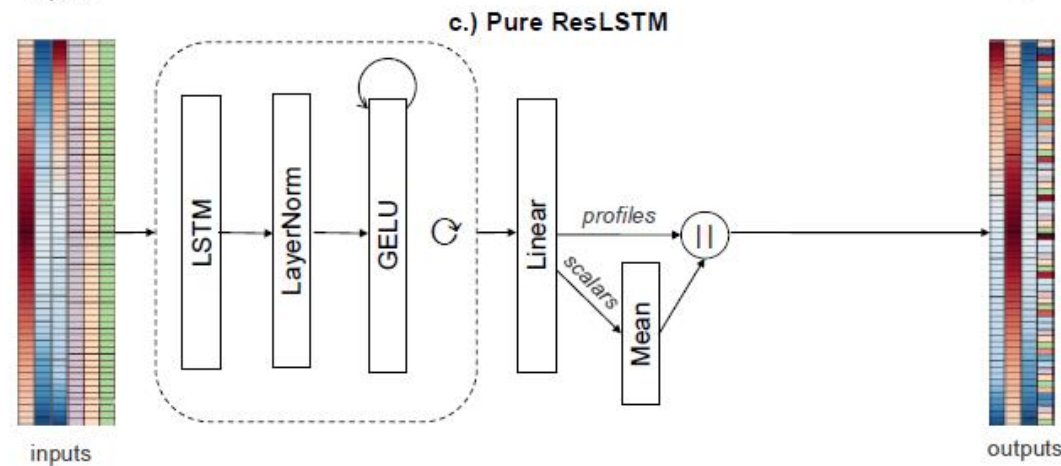 c.) Pure ResLSTM
LSTM
LayerNorm
GELU
Linear
profiles
scalars
Mean
||
inputs
outputs